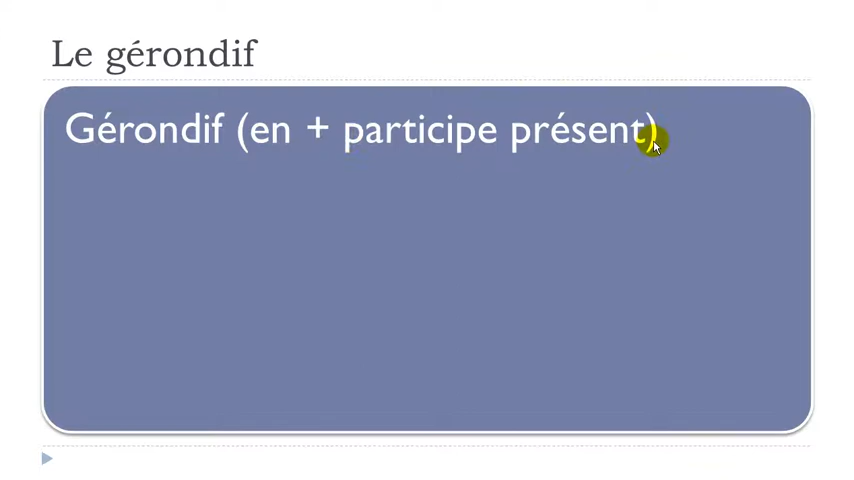 Le gérondif
Gérondif (en + participe présent)